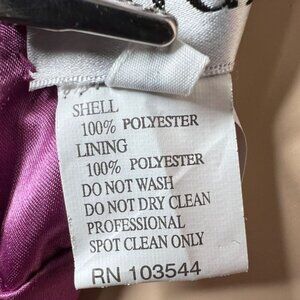 SHELL
100% POLYESTER
LINING
100% POLYESTER
DO NOT WASH
DO NOT DRY CLEAN
PROFESSIONAL
SPOT CLEAN ONLY
RN 103544